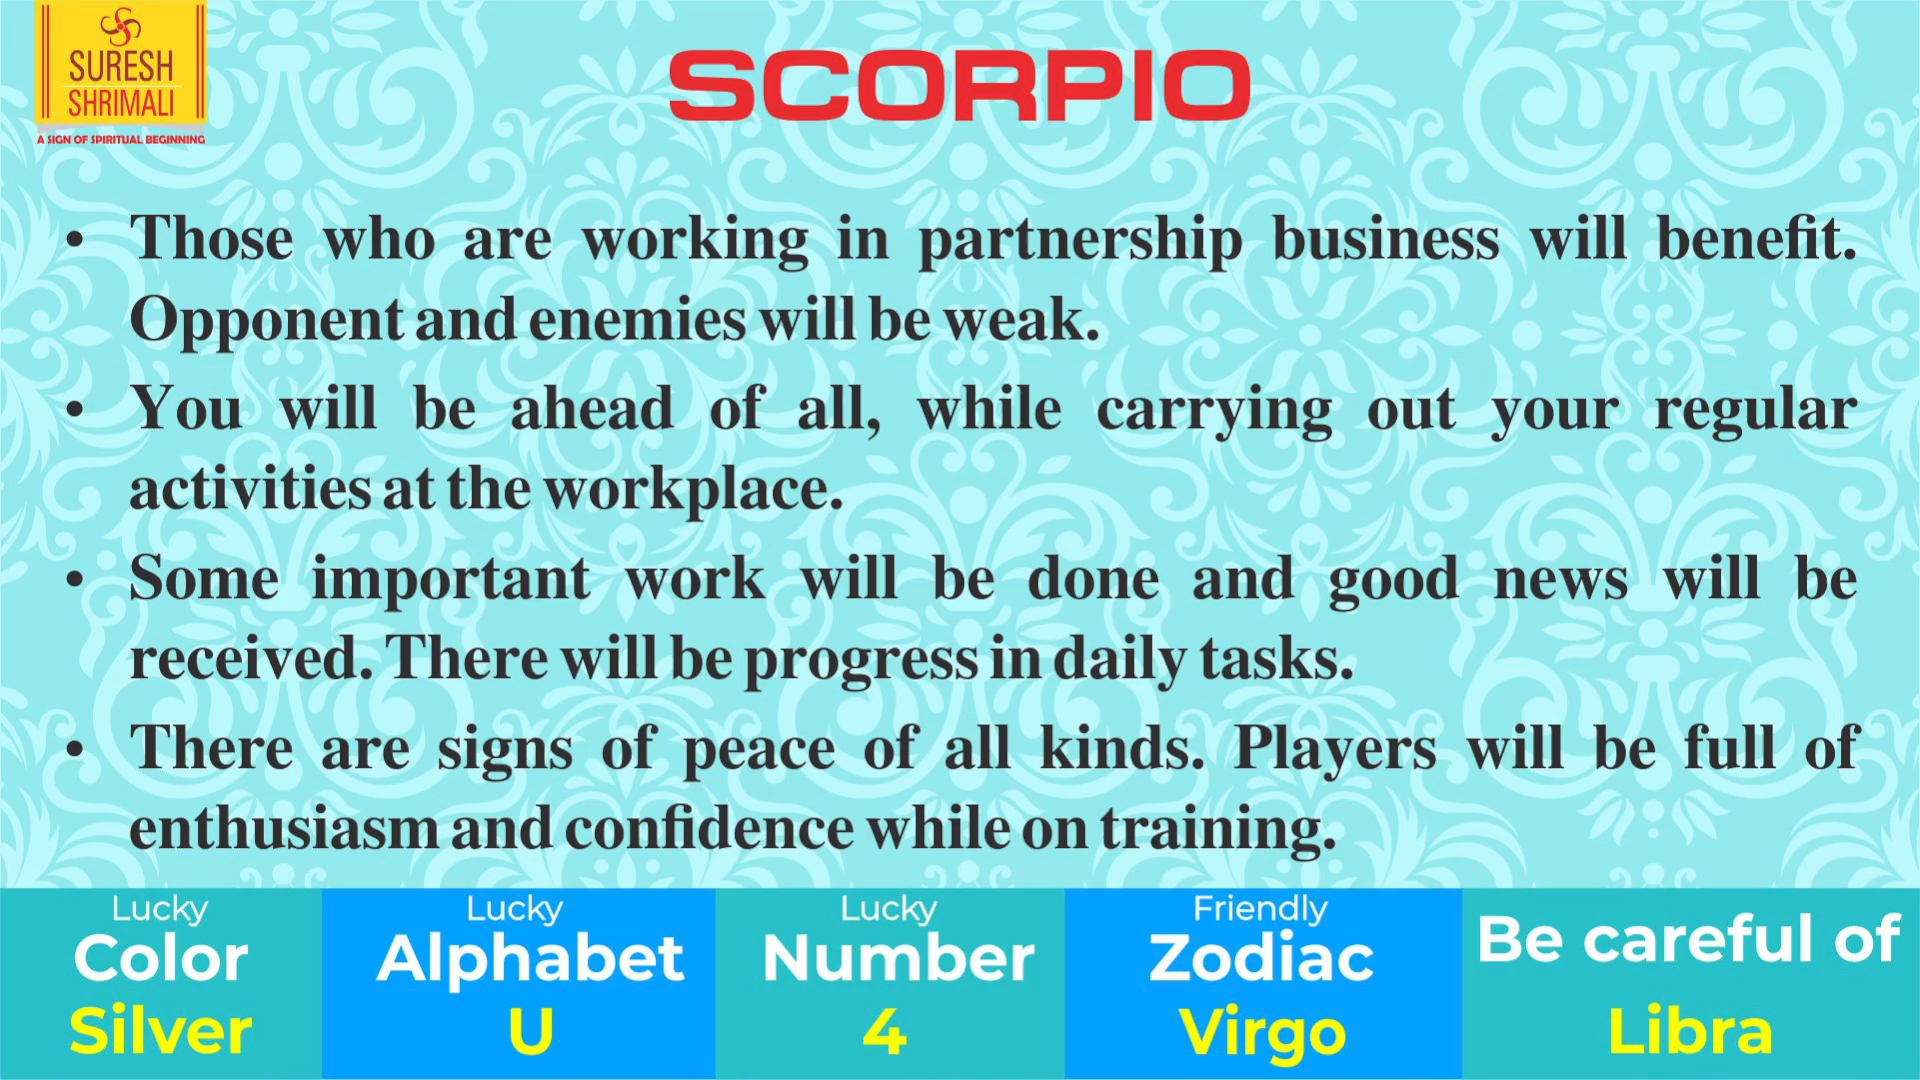 SURESH
SHRIMALI
A SIGN OF SPIRITUAL BEGINNING
SCORPIO
• Those who are working in partnership business will benefit.
Opponent and enemies will be weak.
• You will be ahead of all, while carrying out your regular
activities at the workplace.
• Some important work will be done and good news will be
received. There will be progress in daily tasks.
• There are signs of peace of all kinds. Players will be full of
enthusiasm and confidence while on training.
Lucky
Color
Silver
Lucky
Alphabet
U
Lucky
Number
4
Friendly
Zodiac
Virgo
Be careful of
Libra